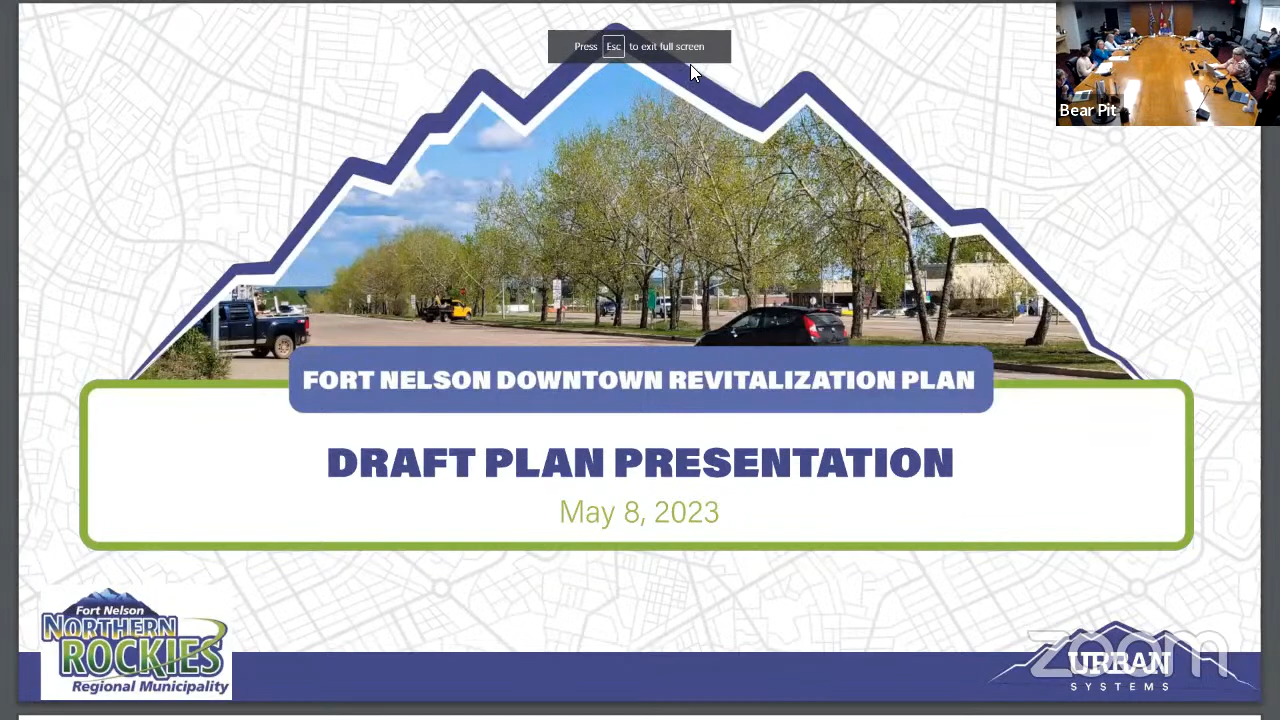 Press Esc to exit full screen
Bear Pit
FORT NELSON DOWNTOWN REVITALIZATION PLAN
DRAFT PLAN PRESENTATION
May 8, 2023
Fort Nelson
NORTHERN
ROCKIES
Regional Municipality
zoom
URBAN
SYSTEMS